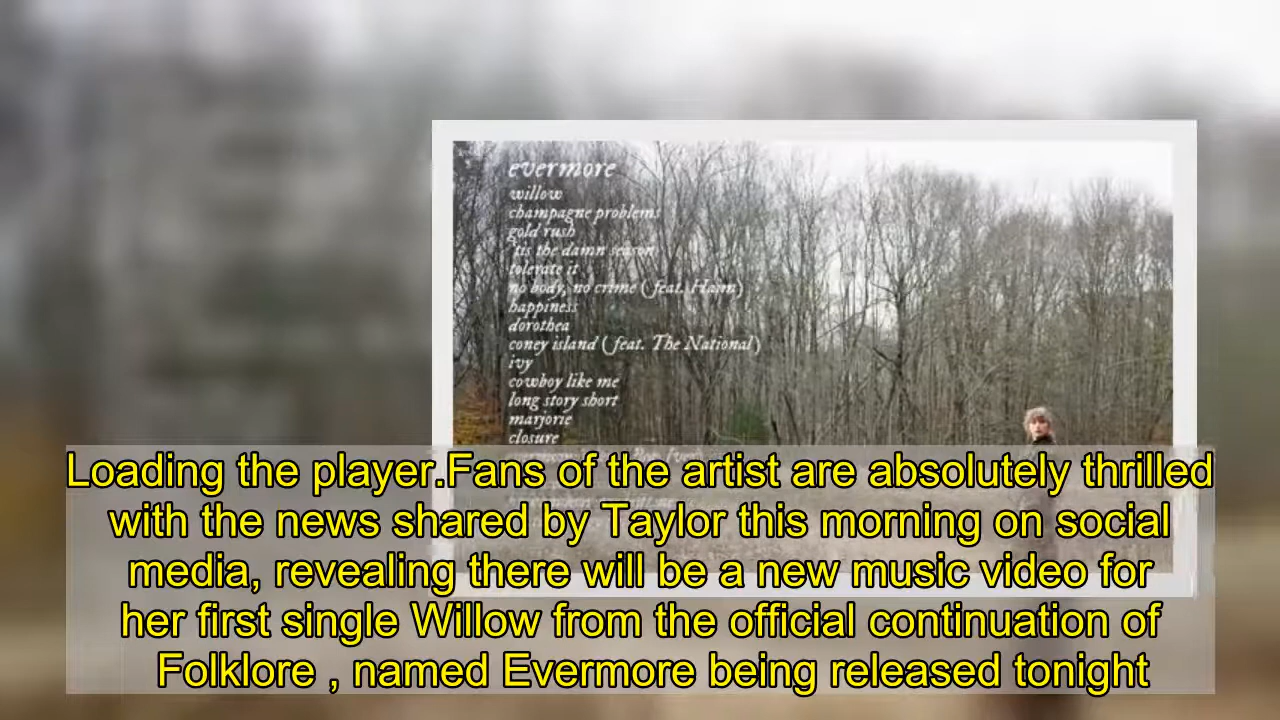 evermore
willow
champagne problems
gold rush
'tis the damn season
tolerate it
no body, no crime ( feat. Haim)
happiness
dorothea
coney island ( feat. The National)
ivy
cowboy like me
long story short
marjorie
closure
Loading the player.Fans of the artist are absolutely thrilled
with the news shared by Taylor this morning on social
media, revealing there will be a new music video for
her first single Willow from the official continuation of
Folklore , named Evermore being released tonight